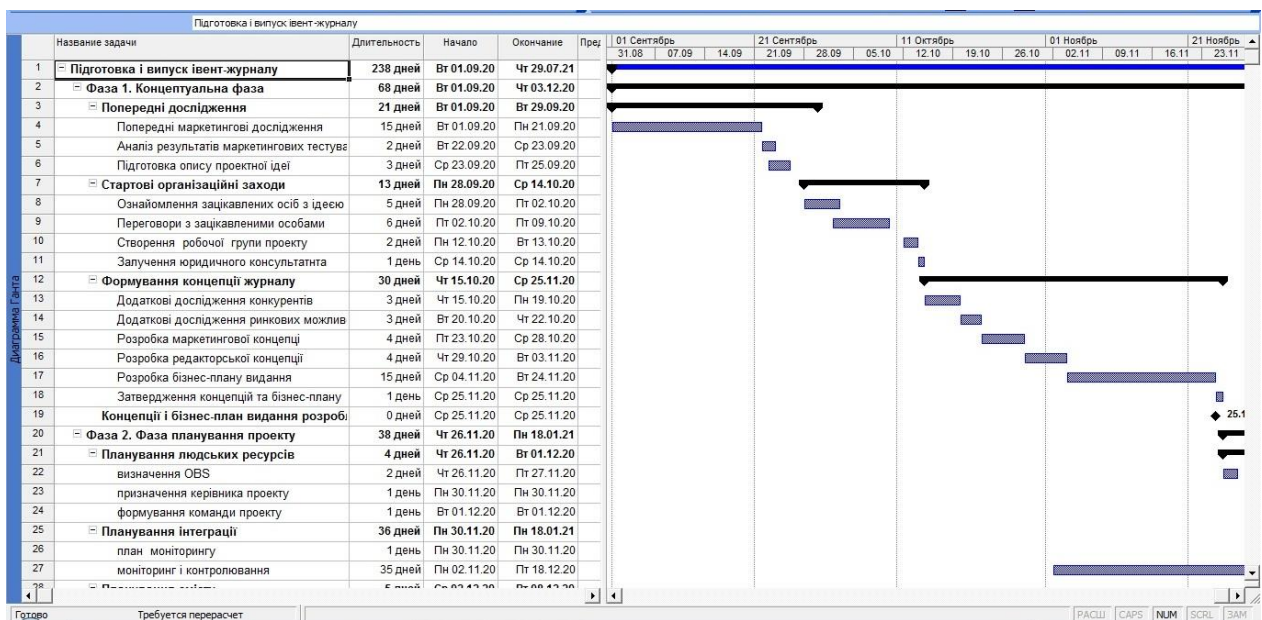 Підготовка і випуск івент-журналу
Название задачи Длительность Начало Окончание Пред 01 Сентябрь 21 Сентябрь 11 Октябрь 01 Ноябрь 21 Ноябрь
31.08 07.09 14.09 21.09 28.09 05.10 12.10 19.10 26.10 02.11 09.11 16.11 23.11
1 Підготовка і випуск івент-журналу 238 дней Вт 01.09.20 Чт 29.07.21
2 Фаза 1. Концептуальна фаза 68 дней Вт 01.09.20 Чт 03.12.20
3 Попередні дослідження 21 дней Вт 01.09.20 Вт 29.09.20
4 Попередні маркетингові дослідження 15 дней Вт 01.09.20 Пн 21.09.20
5 Аналіз результатів маркетингових тестува 2 дней Вт 22.09.20 Ср 23.09.20
6 Підготовка опису проектної ідеї 3 дней Ср 23.09.20 Пт 25.09.20
7 Стартові організаційні заходи 13 дней Пн 28.09.20 Ср 14.10.20
8 Ознайомлення зацікавлених осіб з ідеєю 5 дней Пн 28.09.20 Пт 02.10.20
9 Переговори з зацікавленими особами 6 дней Пт 02.10.20 Пт 09.10.20
10 Створення робочої групи проекту 2 дней Пн 12.10.20 Вт 13.10.20
11 Залучення юридичного консультатнта 1 день Ср 14.10.20 Ср 14.10.20
12 Формування концепції журналу 30 дней Чт 15.10.20 Ср 25.11.20
13 Додаткові дослідження конкурентів 3 дней Чт 15.10.20 Пн 19.10.20
14 Додаткові дослідження ринкових можлив 3 дней Вт 20.10.20 Чт 22.10.20
15 Розробка маркетингової концепці 4 дней Пт 23.10.20 Ср 28.10.20
16 Розробка редакторської концепції 4 дней Чт 29.10.20 Вт 03.11.20
17 Розробка бізнес-плану видання 15 дней Ср 04.11.20 Вт 24.11.20
18 Затвердження концепцій та бізнес-плану 1 день Ср 25.11.20 Ср 25.11.20
19 Концепції і бізнес-план видання розробл 0 дней Ср 25.11.20 Ср 25.11.20 25.1
20 Фаза 2. Фаза планування проекту 38 дней Чт 26.11.20 Пн 18.01.21
21 Планування людських ресурсів 4 дней Чт 26.11.20 Вт 01.12.20
22 визначення OBS 2 дней Чт 26.11.20 Пт 27.11.20
23 призначення керівника проекту 1 день Пн 30.11.20 Пн 30.11.20
24 формування команди проекту 1 день Вт 01.12.20 Вт 01.12.20
25 Планування інтеграції 36 дней Пн 30.11.20 Пн 18.01.21
26 план моніторингу 1 день Пн 30.11.20 Пн 30.11.20
27 моніторинг і контролювання 35 дней Пн 02.11.20 Пт 18.12.20
Диаграмма Ганта
Готово Требуется перерасчет РАСШ CAPS NUM SCRL ЗАМ